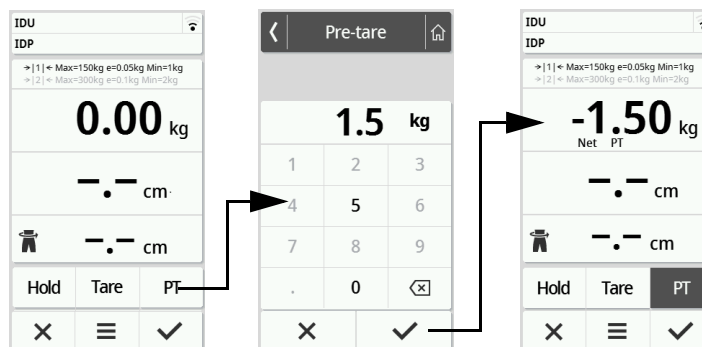 IDU
IDP
→|1|← Max=150kg e=0.05kg Min=1kg
→|2|← Max=300kg e=0.1kg Min=2kg
0.00 kg
-.- cm
-.- cm
Hold Tare PT
Pre-tare
1.5 kg
1 2 3
4 5 6
7 8 9
. 0
IDU
IDP
→|1|← Max=150kg e=0.05kg Min=1kg
→|2|← Max=300kg e=0.1kg Min=2kg
-1.50 kg
Net PT
-.- cm
-.- cm
Hold Tare PT